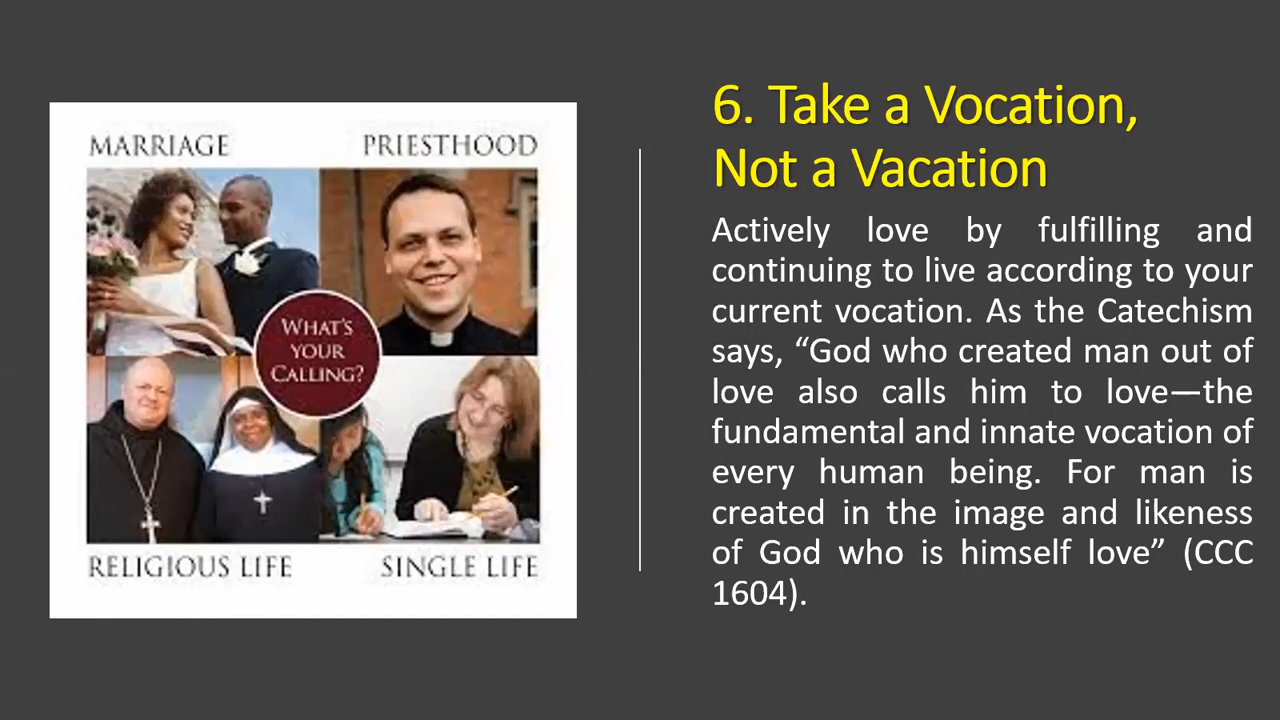 MARRIAGE
PRIESTHOOD
WHAT'S
YOUR
CALLING?
RELIGIOUS LIFE
SINGLE LIFE
6. Take a Vocation,
Not a Vacation
Actively love by fulfilling and
continuing to live according to your
current vocation. As the Catechism
says, “God who created man out of
love also calls him to love—the
fundamental and innate vocation of
every human being. For man is
created in the image and likeness
of God who is himself love” (CCC
1604).